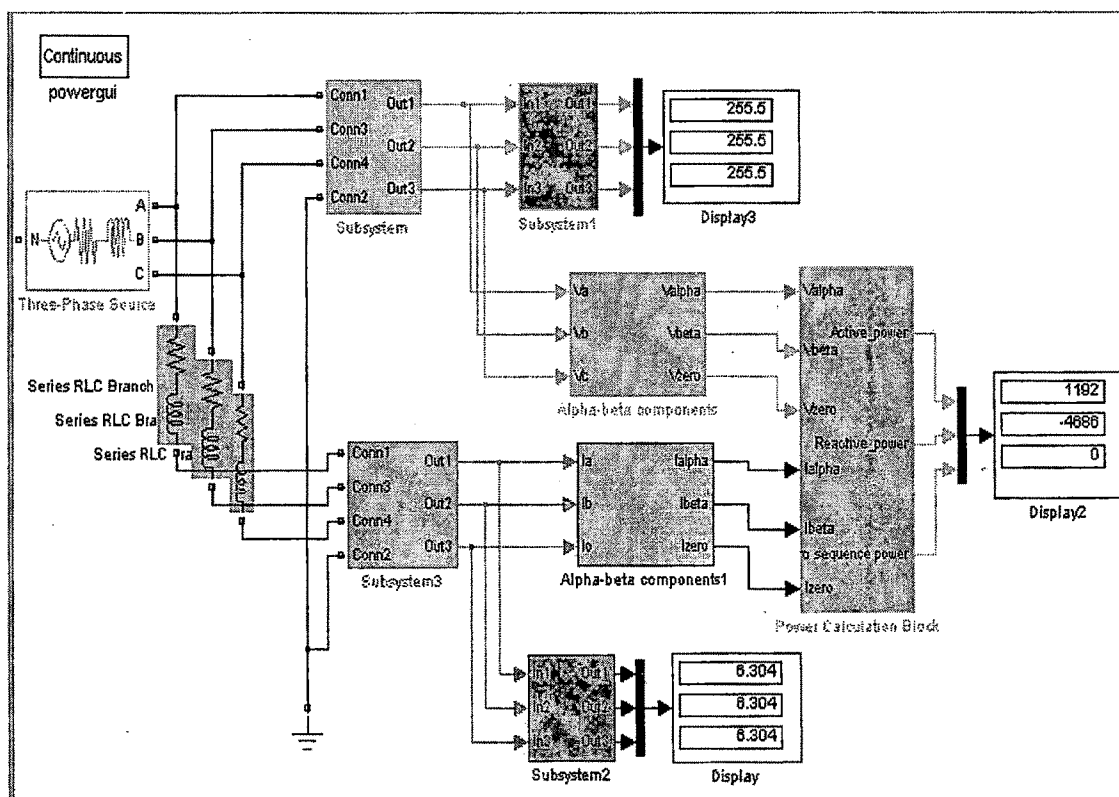 Continuous
powergui
Conn1
Conn3
Conn4
Conn2
Out1
Out2
Out3
Subsystem
In1
In2
In3
Out1
Out2
Out3
Subsystem1
255.5
255.5
255.5
Display3
N
A
B
C
Three-Phase Source
Va
Vb
Vc
Valpha
Vbeta
Vzero
Alpha-beta components
Valpha
Vbeta
Vzero
Ialpha
Ibeta
Izero
Active_power
Reactive_power
ro sequence power
Power Calculation Block
1192
-4686
0
Display2
Series RLC Branch
Series RLC Bra
Series RLC Bra
Conn1
Conn3
Conn4
Conn2
Out1
Out2
Out3
Subsystem3
Ia
Ib
Ialpha
Ibeta
Izero
Alpha-beta components1
In1
In2
In3
Out1
Out2
Out3
Subsystem2
6.304
6.304
6.304
Display